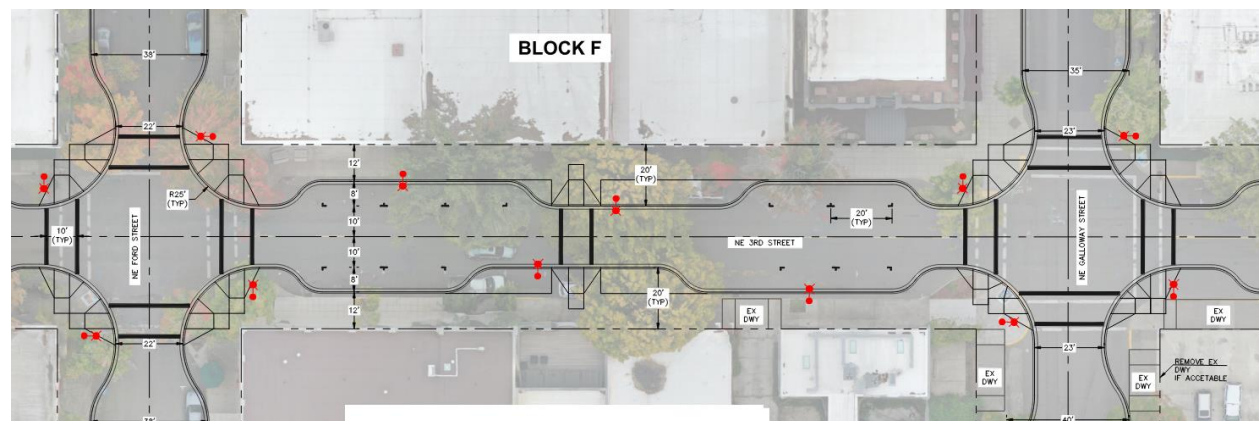 BLOCK F
38'
35'
22'
23'
12'
20'
(TYP)
R25'
(TYP)
8'
10'
(TYP)
NE FORD STREET
10'
20'
(TYP)
NE 3RD STREET
NE GALLOWAY STREET
10'
8'
20'
(TYP)
12'
EX
DWY
EX
DWY
22'
23'
EX
DWY
EX
DWY
REMOVE EX
DWY
IF ACCETABLE
38'
40'